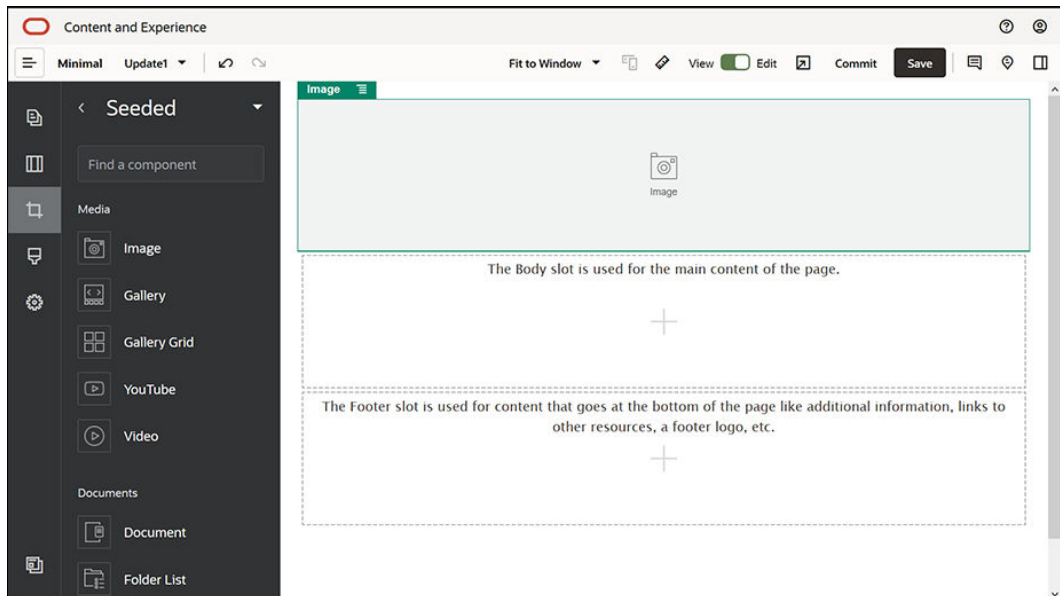 Content and Experience
Minimal Update1 Fit to Window View Edit Commit Save
Seeded
Find a component
Media
Image
Gallery
Gallery Grid
YouTube
Video
Documents
Document
Folder List
Image
Image
The Body slot is used for the main content of the page.
The Footer slot is used for content that goes at the bottom of the page like additional information, links to
other resources, a footer logo, etc.